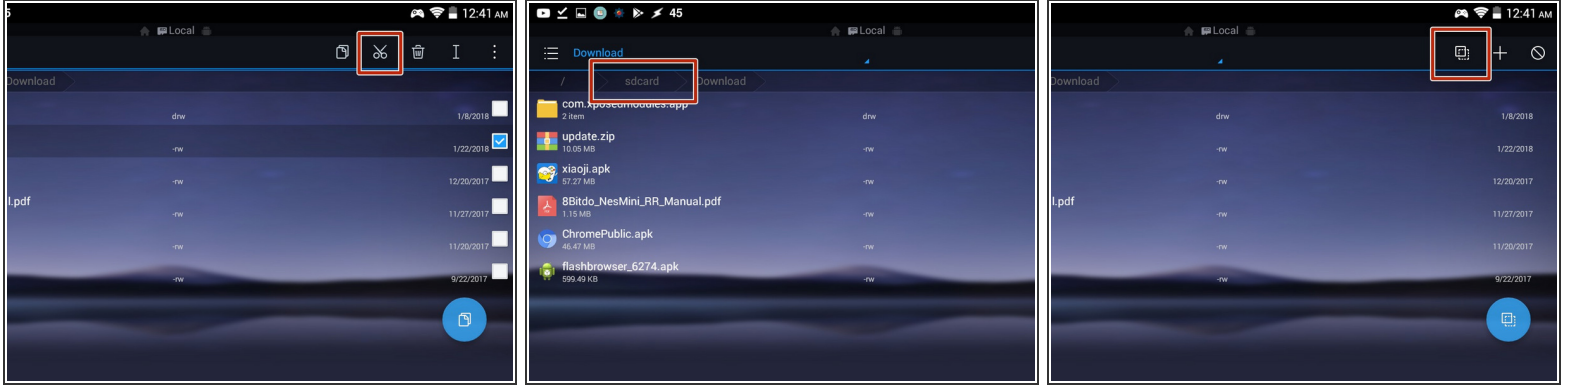 5
12:41 AM
Local
Download
drw
1/8/2018
-rw
1/22/2018
-rw
12/20/2017
l.pdf
-rw
11/27/2017
-rw
11/20/2017
-rw
9/22/2017
45
Local
Download
/ sdcard Download
com.xposedmodules.app
2 item
drw
update.zip
10.05 MB
-rw
xiaoji.apk
57.27 MB
-rw
8Bitdo_NesMini_RR_Manual.pdf
1.15 MB
-rw
ChromePublic.apk
46.47 MB
-rw
flashbrowser_6274.apk
599.49 KB
-rw
12:41 AM
Local
Download
drw
1/8/2018
-rw
1/22/2018
-rw
12/20/2017
l.pdf
-rw
11/27/2017
-rw
11/20/2017
-rw
9/22/2017